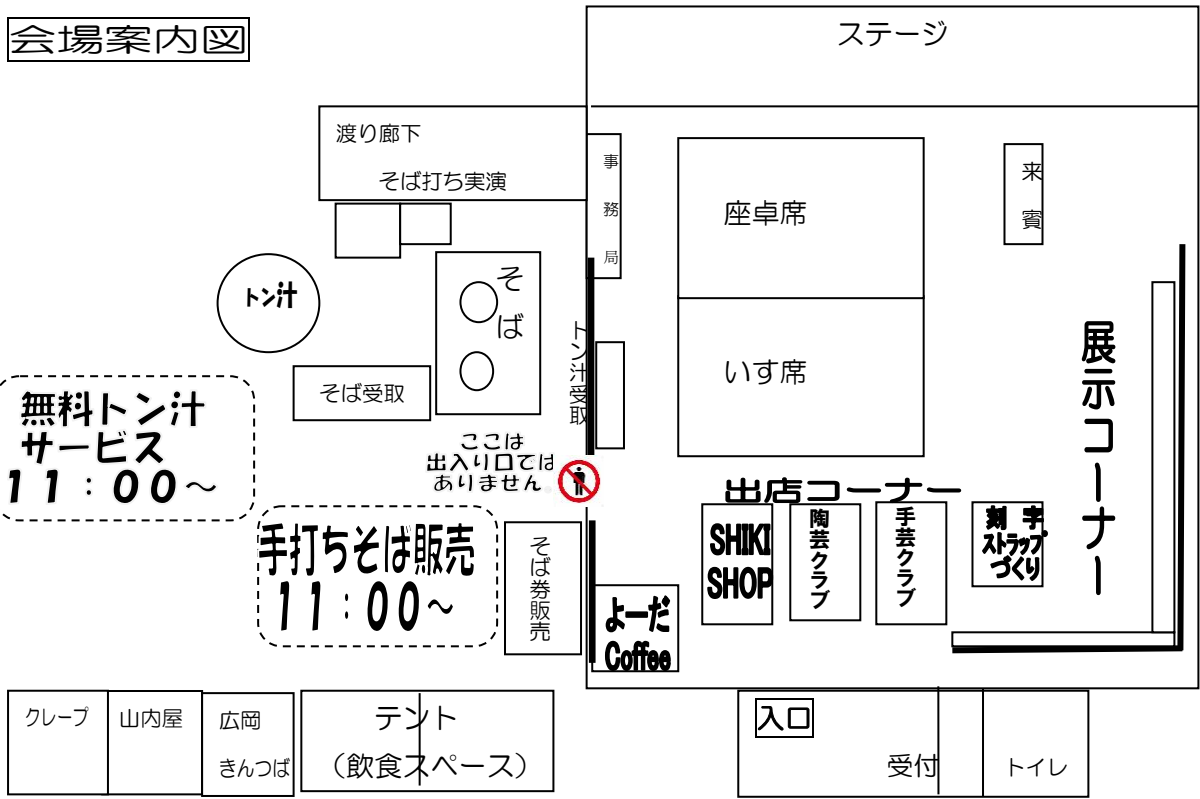 会場案内図
ステージ
渡り廊下
そば打ち実演
事務局
座卓席
来賓
トン汁
そば
いす席
トン汁受取
そば受取
展示コーナー
無料トン汁
サービス
11:00～
ここは
出入り口では
ありません。
出店コーナー
手打ちそば販売
11:00～
そば券販売
よーだ
Coffee
SHIKI
SHOP
陶芸クラブ
手芸クラブ
刻字
ストラップ
づくり
クレープ
山内屋
広岡
きんつば
テント
（飲食スペース）
入口
受付
トイレ